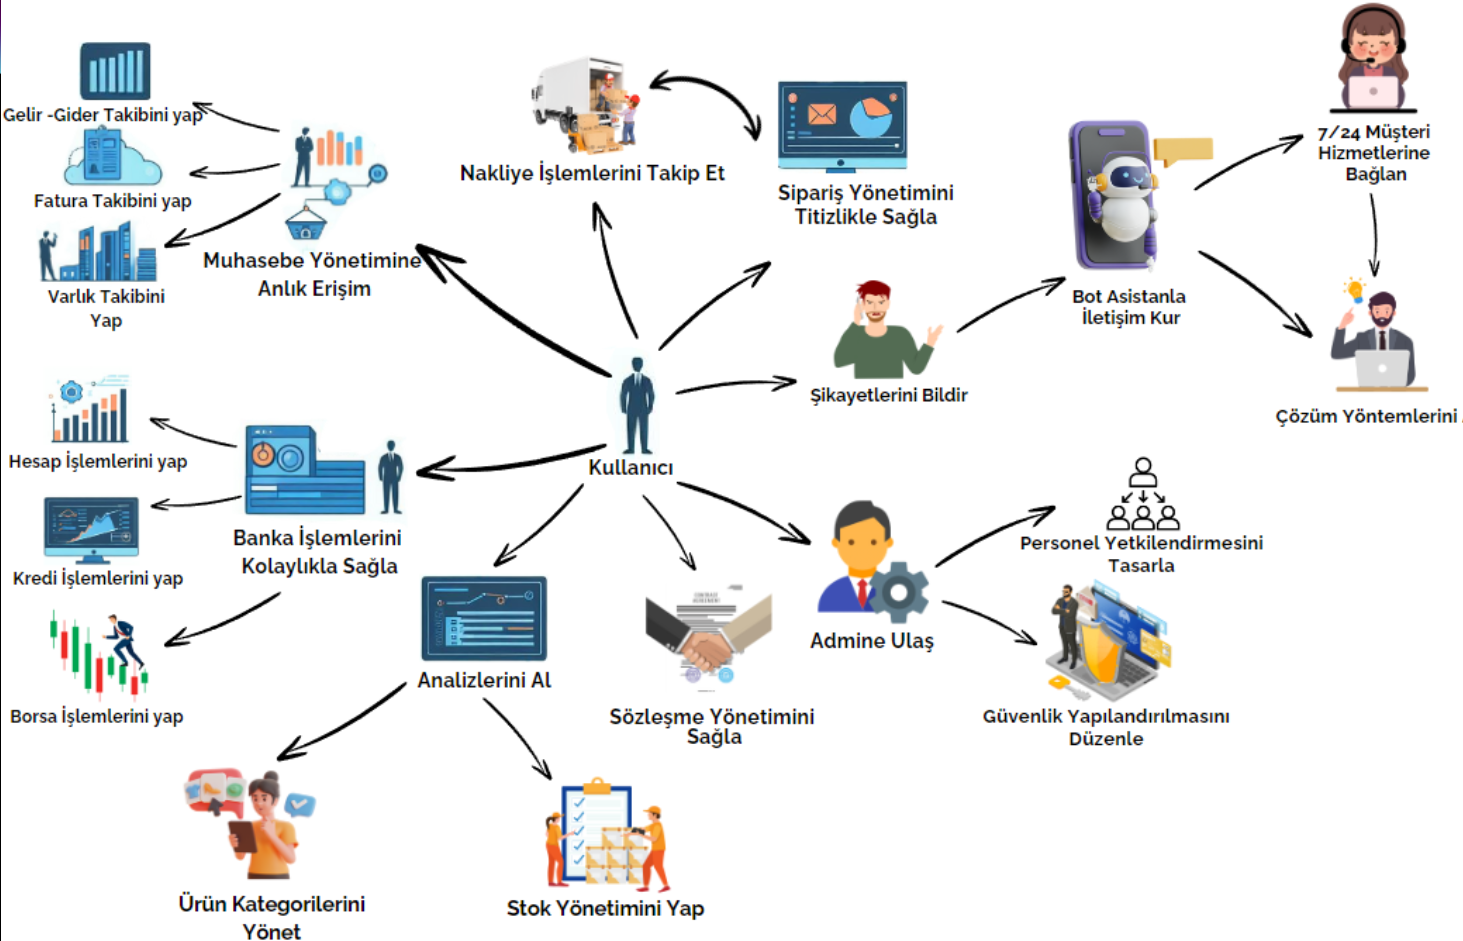 Gelir -Gider Takibini yap
Fatura Takibini yap
Varlık Takibini
Yap
Muhasebe Yönetimine
Anlık Erişim
Nakliye İşlemlerini Takip Et
Sipariş Yönetimini
Titizlikle Sağla
7/24 Müşteri
Hizmetlerine
Bağlan
Bot Asistanla
İletişim Kur
Şikayetlerini Bildir
Çözüm Yöntemlerini
Kullanıcı
Hesap İşlemlerini yap
Kredi İşlemlerini yap
Borsa İşlemlerini yap
Banka İşlemlerini
Kolaylıkla Sağla
Analizlerini Al
Sözleşme Yönetimini
Sağla
Admine Ulaş
Personel Yetkilendirmesini
Tasarla
Güvenlik Yapılandırılmasını
Düzenle
Ürün Kategorilerini
Yönet
Stok Yönetimini Yap